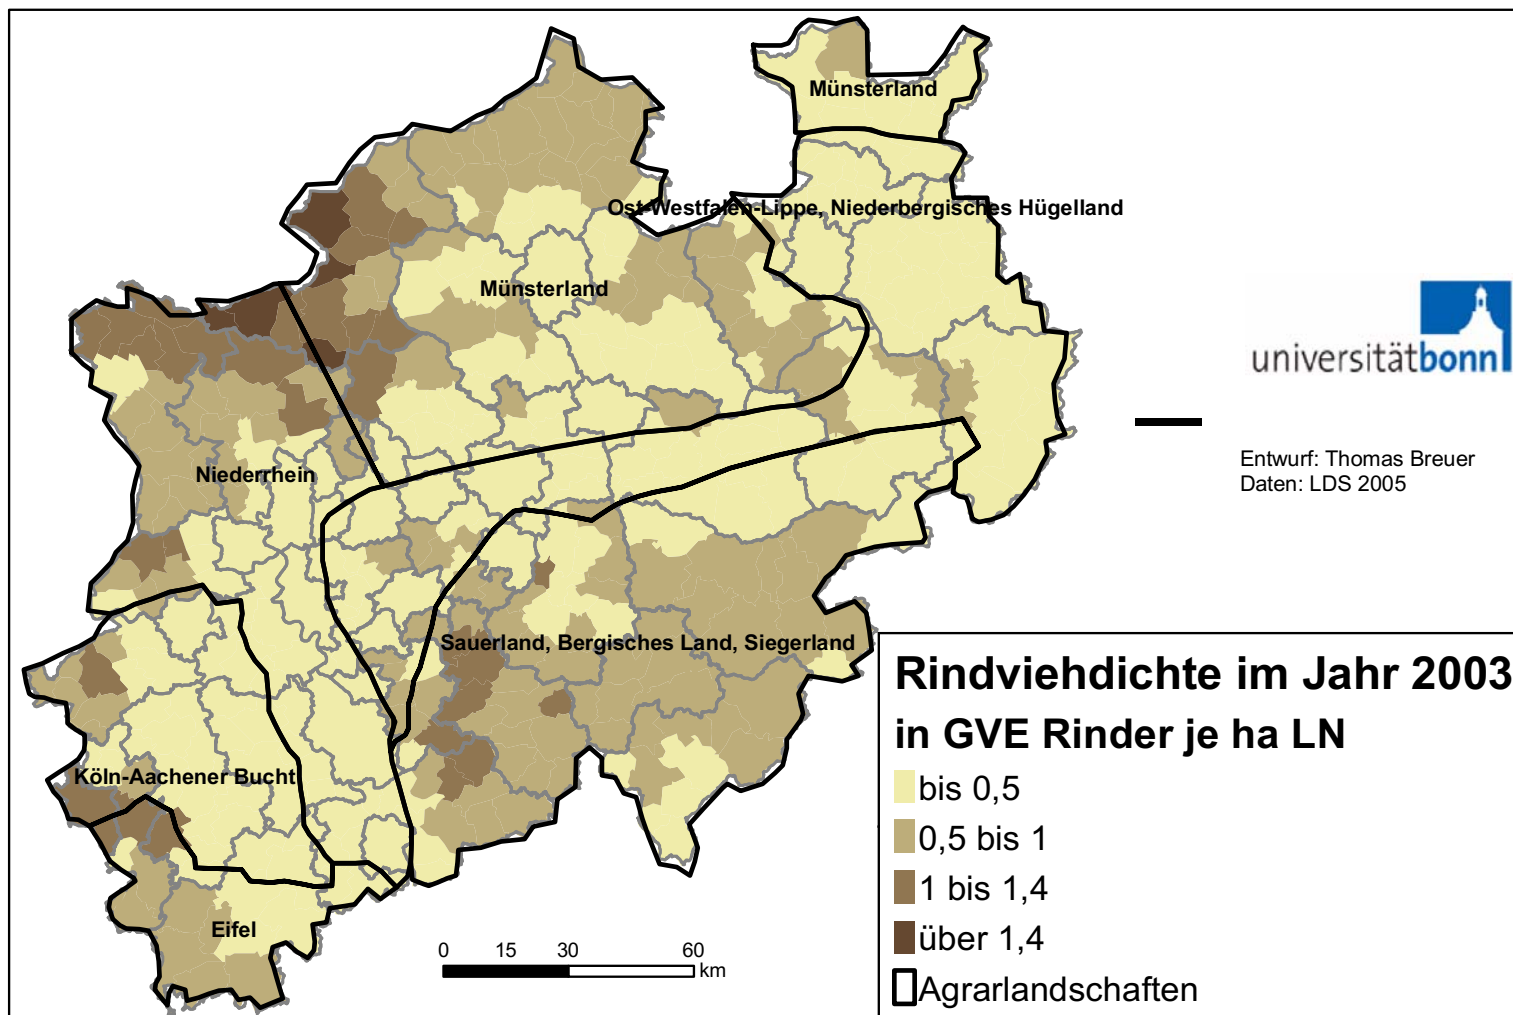 Münsterland
Ost-Westfalen-Lippe, Niederbergisches Hügelland
Münsterland
Niederrhein
Sauerland, Bergisches Land, Siegerland
Köln-Aachener Bucht
Eifel
0 15 30 60
km
universitätbonn
Entwurf: Thomas Breuer
Daten: LDS 2005
Rindviehdichte im Jahr 2003
in GVE Rinder je ha LN
bis 0,5
0,5 bis 1
1 bis 1,4
über 1,4
Agrarlandschaften